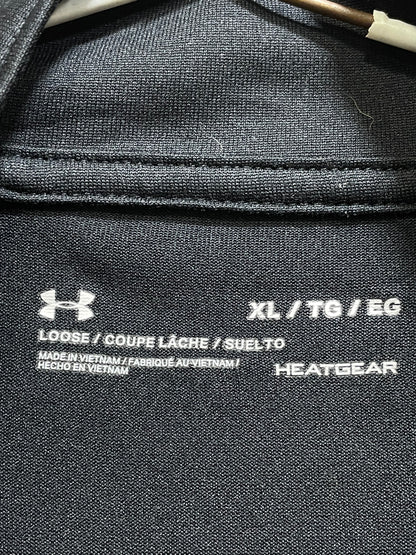 XL / TG / EG
LOOSE / COUPE LÂCHE / SUELTO
MADE IN VIETNAM / FABRIQUÉ AU VIETNAM /
HECHO EN VIETNAM
HEATGEAR